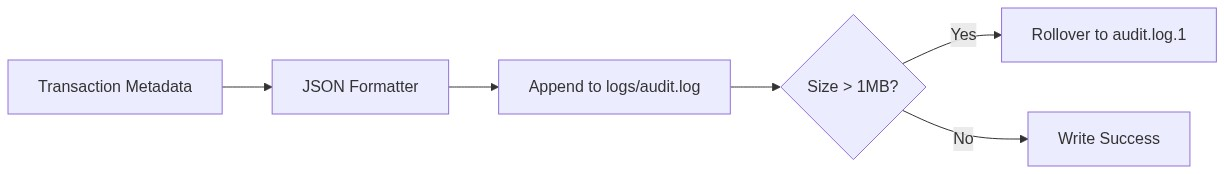 Transaction Metadata
JSON Formatter
Append to logs/audit.log
Size > 1MB?
Yes
Rollover to audit.log.1
No
Write Success